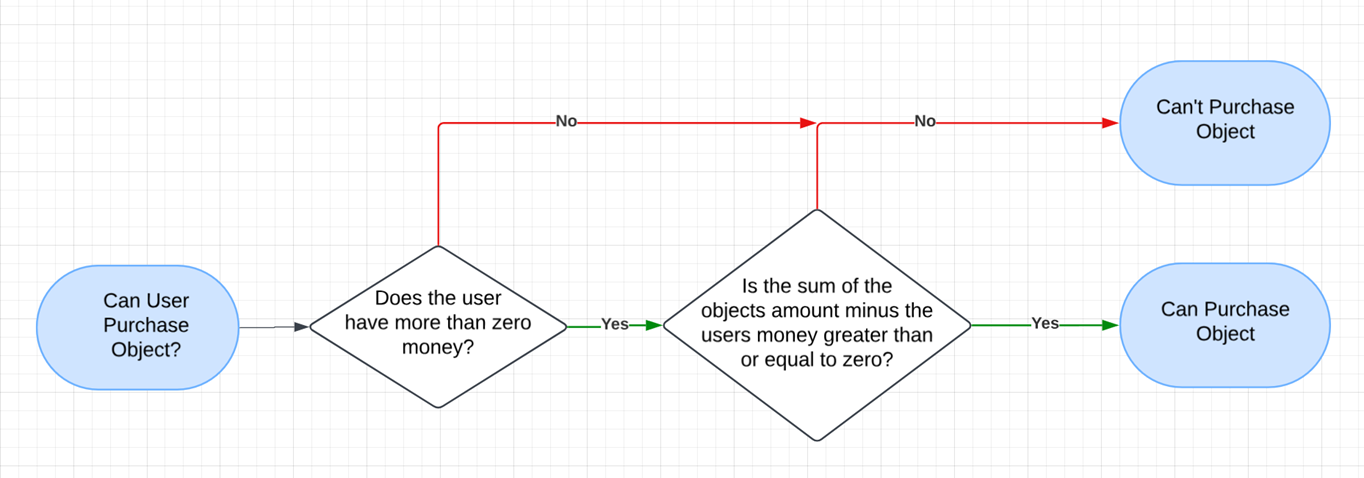 Can User
Purchase
Object?
Does the user
have more than zero
money?
No
Yes
Is the sum of the
objects amount minus the
users money greater than
or equal to zero?
No
Yes
Can't Purchase
Object
Can Purchase
Object